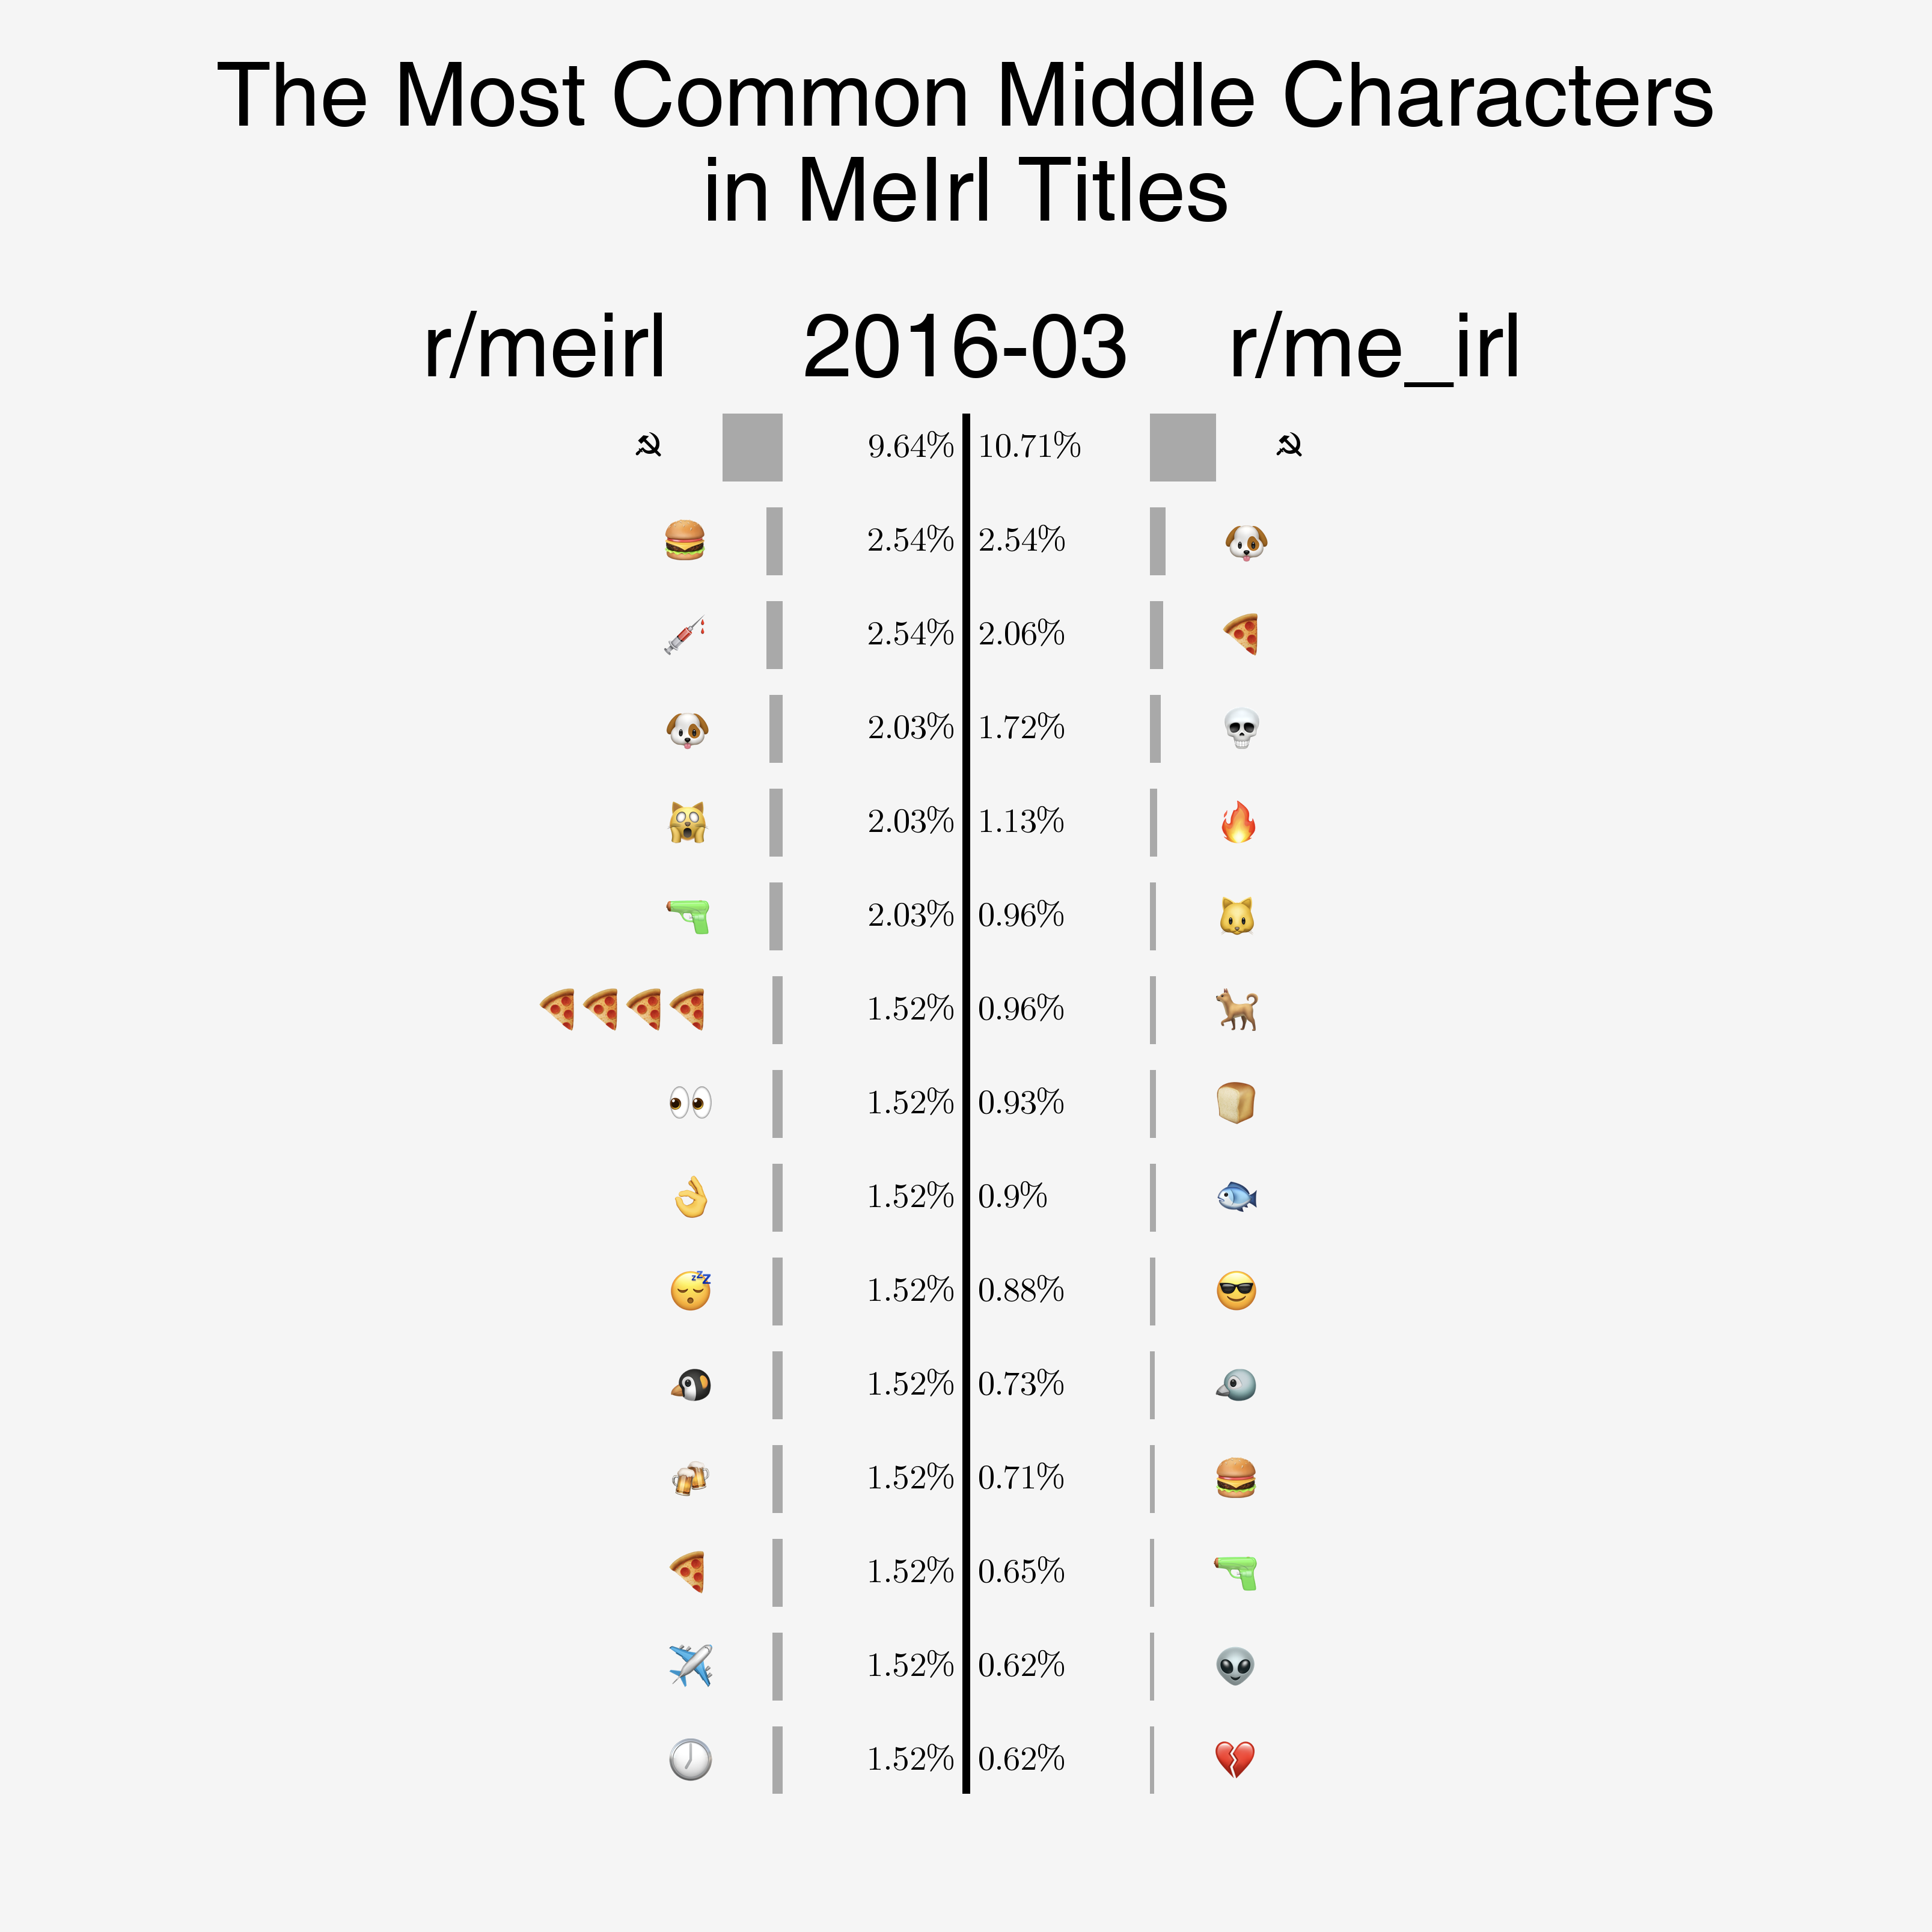 The Most Common Middle Characters
in MeIrl Titles
r/meirl 2016-03 r/me_irl
☭ 9.64% 10.71% ☭
🍔 2.54% 2.54% 🐶
💉 2.54% 2.06% 🍕
🐶 2.03% 1.72% 💀
🙀 2.03% 1.13% 🔥
🔫 2.03% 0.96% 🐱
🍕🍕🍕🍕 1.52% 0.96% 🐕
👀 1.52% 0.93% 🍞
👌 1.52% 0.9% 🐟
😴 1.52% 0.88% 😎
🐧 1.52% 0.73% 🐦
🍻 1.52% 0.71% 🍔
🍕 1.52% 0.65% 🔫
✈️ 1.52% 0.62% 👽
🕖 1.52% 0.62% 💔